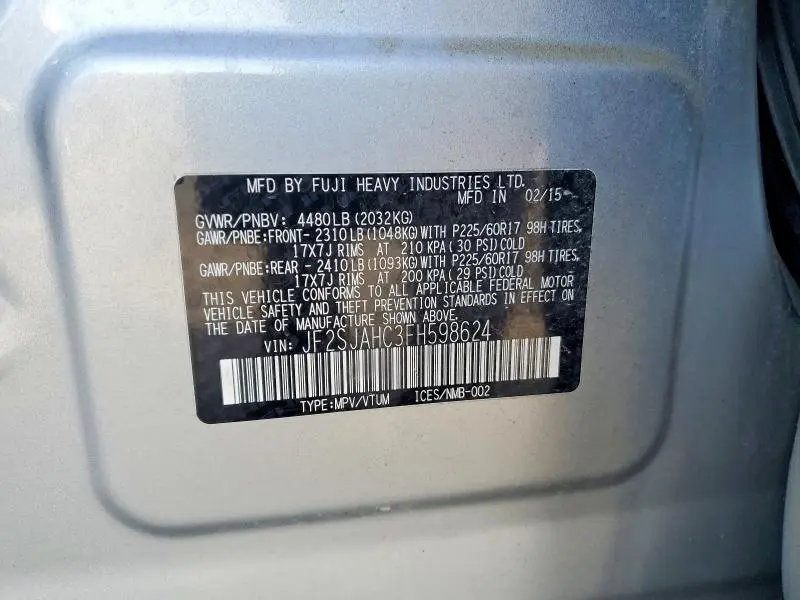 MFD BY FUJI HEAVY INDUSTRIES LTD.
MFD IN 02/15
GVWR/PNBV: 4480LB(2032KG)
GAWR/PNBE:FRONT- 2310LB(1048KG)WITH P225/60R17 98H TIRES,
17X7J RIMS AT 210 KPA(30 PSI)COLD
GAWR/PNBE:REAR - 2410LB(1093KG)WITH P225/60R17 98H TIRES,
17X7J RIMS AT 200 KPA(29 PSI)COLD
THIS VEHICLE CONFORMS TO ALL APPLICABLE FEDERAL MOTOR
VEHICLE SAFETY AND THEFT PREVENTION STANDARDS IN EFFECT ON
THE DATE OF MANUFACTURE SHOWN ABOVE.
VIN: JF2SJAHC3FH598624
TYPE:MPV/VTUM ICES/NMB-002